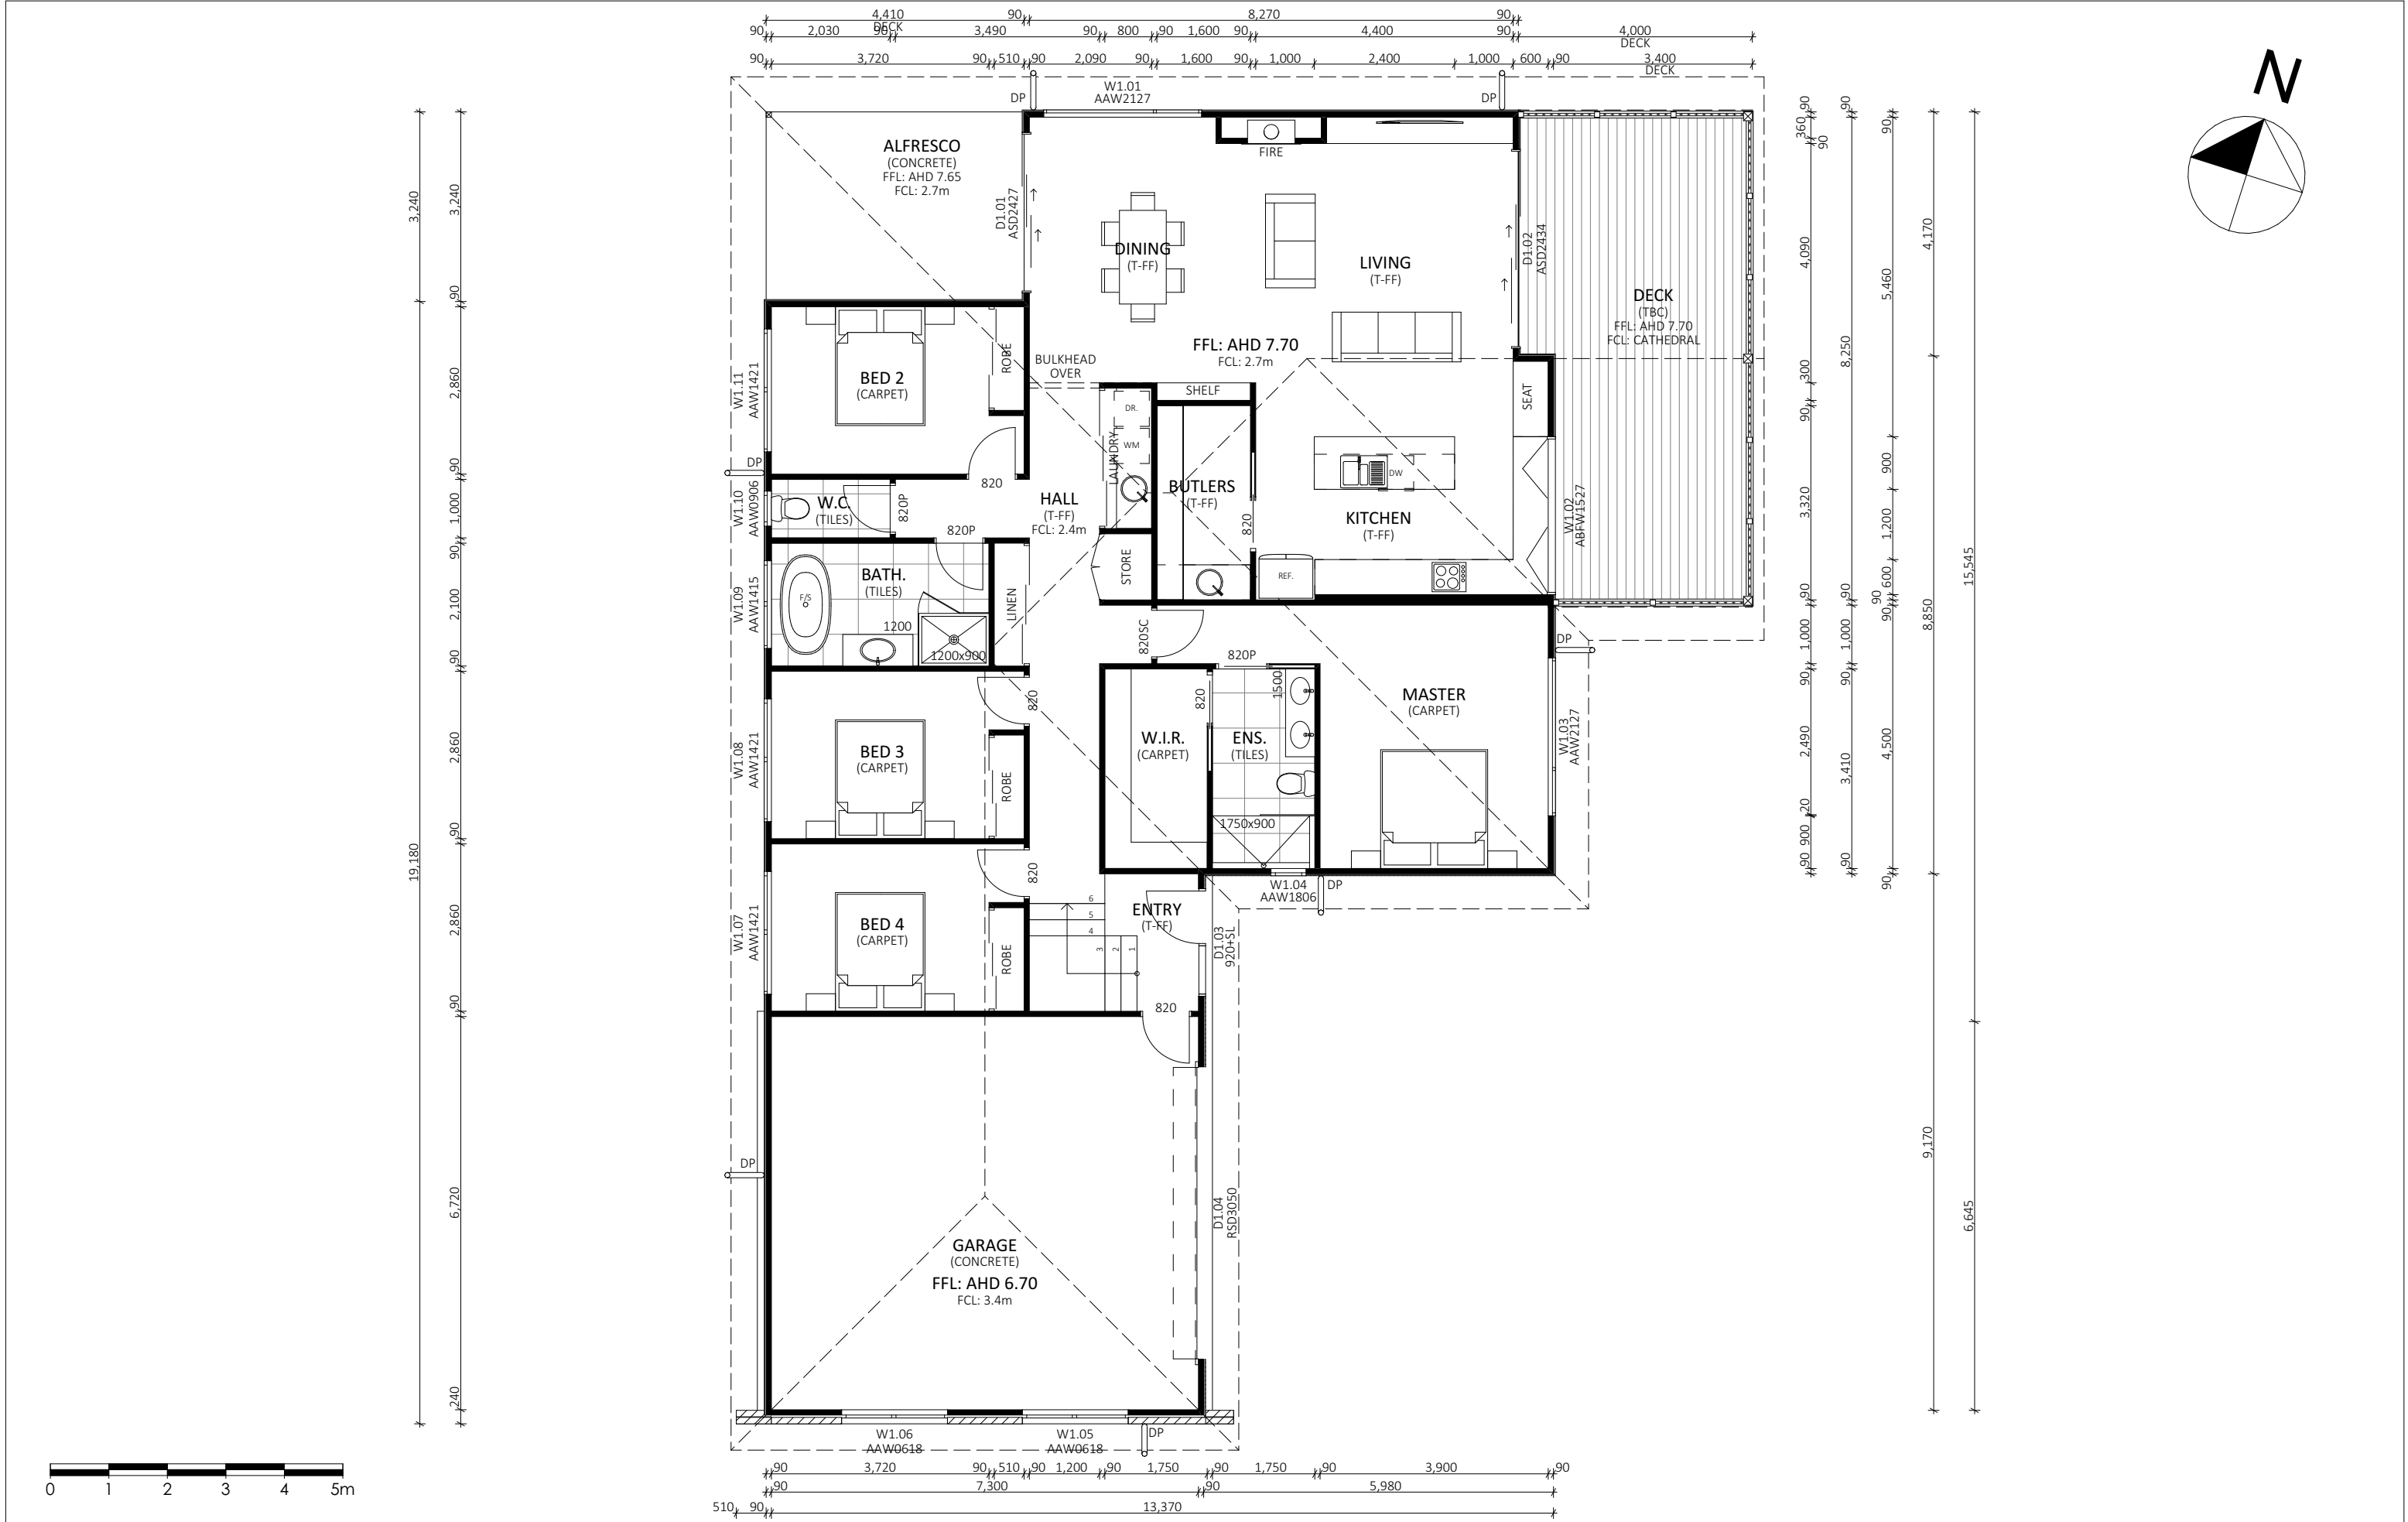 4,410
90
8,270
90
DECK
90
2,030
90
3,490
90
800
90
1,600
90
4,400
90
4,000
DECK
90
3,720
90
510
90
2,090
90
1,600
90
1,000
2,400
1,000
600
90
3,400
DECK
N
W1.01
AAW2127
DP
DP
ALFRESCO
(CONCRETE)
FFL: AHD 7.65
FCL: 2.7m
D1.01
ASD2427
FIRE
DINING
(T-FF)
LIVING
(T-FF)
D1.02
ASD2434
DECK
(TBC)
FFL: AHD 7.70
FCL: CATHEDRAL
FFL: AHD 7.70
FCL: 2.7m
BULKHEAD
OVER
BED 2
(CARPET)
ROBE
W1.11
AAW1421
SHELF
SEAT
DR.
WM
LAUNDRY
BUTLERS
(T-FF)
820
DW
KITCHEN
(T-FF)
REF.
W1.02
ABFW1527
DP
820
W.C.
(TILES)
820P
W1.10
AAW0906
HALL
(T-FF)
FCL: 2.4m
820P
STORE
BATH.
(TILES)
F/S
1200
1200x900
LINEN
W1.09
AAW1415
820SC
820P
DP
820
BED 3
(CARPET)
ROBE
W1.08
AAW1421
820
1500
W.I.R.
(CARPET)
ENS.
(TILES)
1750x900
MASTER
(CARPET)
W1.03
AAW2127
W1.04
AAW1806
DP
820
BED 4
(CARPET)
ROBE
W1.07
AAW1421
6
5
4
3
2
1
ENTRY
(T-FF)
D1.03
920+SL
820
DP
D1.04
RSD3050
GARAGE
(CONCRETE)
FFL: AHD 6.70
FCL: 3.4m
W1.06
AAW0618
W1.05
AAW0618
DP
3,240
19,180
3,240
90
2,860
90
1,000
90
2,100
90
2,860
90
2,860
90
6,720
240
90
360
90
4,090
300
90
3,320
90
1,000
90
2,490
120
900
90
90
8,250
90
1,000
90
3,410
90
90
5,460
900
1,200
600
90
90
4,500
90
4,170
8,850
9,170
15,545
6,645
0
1
2
3
4
5m
90
3,720
90
510
90
1,200
90
1,750
90
1,750
90
3,900
90
90
7,300
90
5,980
510
90
13,370